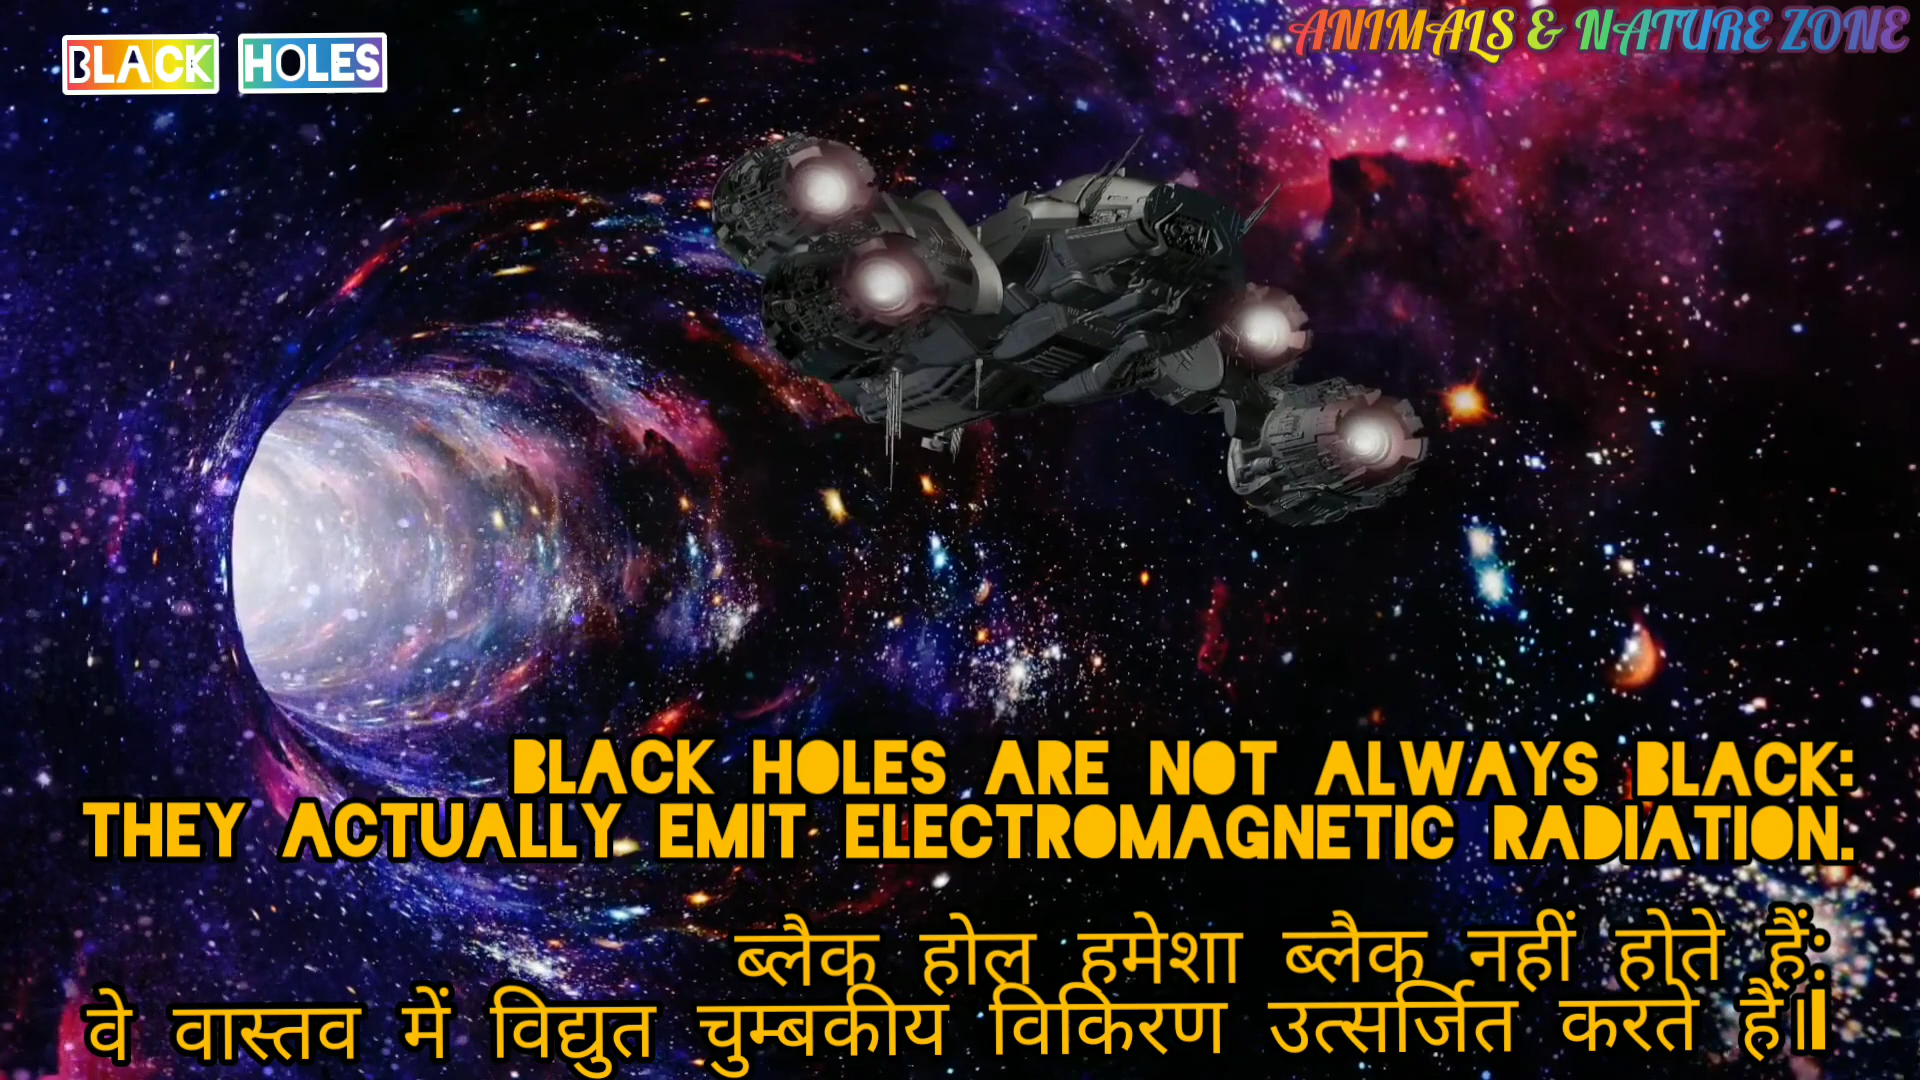 BLACK HOLES
ANIMALS & NATURE ZONE
BLACK HOLES ARE NOT ALWAYS BLACK:
THEY ACTUALLY EMIT ELECTROMAGNETIC RADIATION.
ब्लैक होल हमेशा ब्लैक नहीं होते हैं:
वे वास्तव में विद्युत चुम्बकीय विकिरण उत्सर्जित करते हैं।